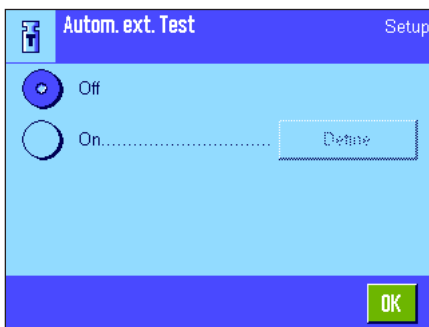 T
Autom. ext. Test
Setup
Off
On.............................. Define
OK